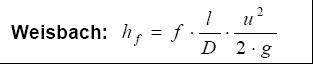 Weisbach: h_f = f · l/D · u²/(2 · g)